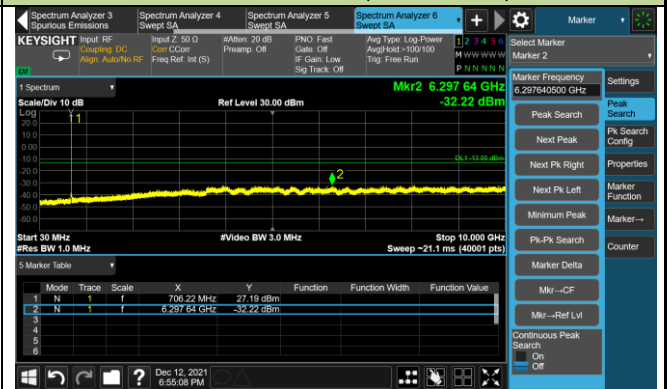 Spectrum Analyzer 3 Spurious Emissions
Spectrum Analyzer 4 Swept SA
Spectrum Analyzer 5 Swept SA
Spectrum Analyzer 6 Swept SA
Marker
KEYSIGHT
Input: RF
Coupling: DC
Align: Auto/No RF
Input Z: 50 Ω
Corr CCorr
Freq Ref: Int (S)
#Atten: 20 dB
Preamp: Off
PNO: Fast
Gate: Off
IF Gain: Low
Sig Track: Off
Avg Type: Log-Power
Avg|Hold:>100/100
Trig: Free Run
1 2 3 4 5 6
M W W W W W
P N N N N N
LXI
1 Spectrum
Mkr2 6.297 64 GHz
Scale/Div 10 dB
Ref Level 30.00 dBm
-32.22 dBm
Log
20.0
10.0
0.00
-10.0
-20.0
-30.0
-40.0
-50.0
-60.0
1
DL1 -13.00 dBm
2
Start 30 MHz
#Video BW 3.0 MHz
Stop 10.000 GHz
#Res BW 1.0 MHz
Sweep ~21.1 ms (40001 pts)
5 Marker Table
Mode Trace Scale X Y Function Function Width Function Value
1 N 1 f 706.22 MHz 27.19 dBm
2 N 1 f 6.297 64 GHz -32.22 dBm
3
4
5
6
Dec 12, 2021
6:55:08 PM
Select Marker
Marker 2
Marker Frequency
6.297640500 GHz
Peak Search
Next Peak
Next Pk Right
Next Pk Left
Minimum Peak
Pk-Pk Search
Marker Delta
Mkr→CF
Mkr→Ref Lvl
Continuous Peak Search
On
Off
Settings
Peak Search
Pk Search Config
Properties
Marker Function
Marker→
Counter